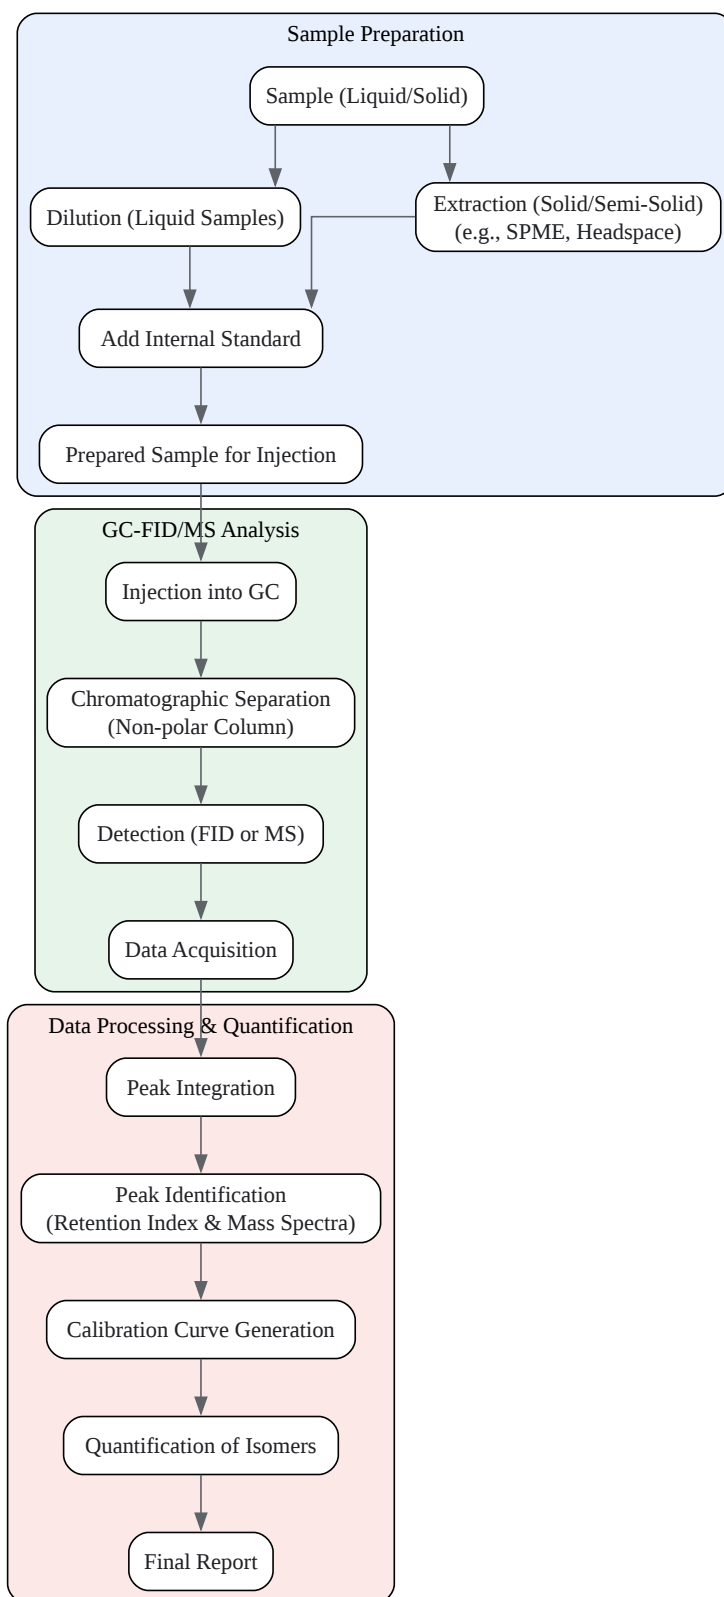 Sample Preparation
Sample (Liquid/Solid)
Dilution (Liquid Samples)
Extraction (Solid/Semi-Solid)
(e.g., SPME, Headspace)
Add Internal Standard
Prepared Sample for Injection
GC-FID/MS Analysis
Injection into GC
Chromatographic Separation
(Non-polar Column)
Detection (FID or MS)
Data Acquisition
Data Processing & Quantification
Peak Integration
Peak Identification
(Retention Index & Mass Spectra)
Calibration Curve Generation
Quantification of Isomers
Final Report